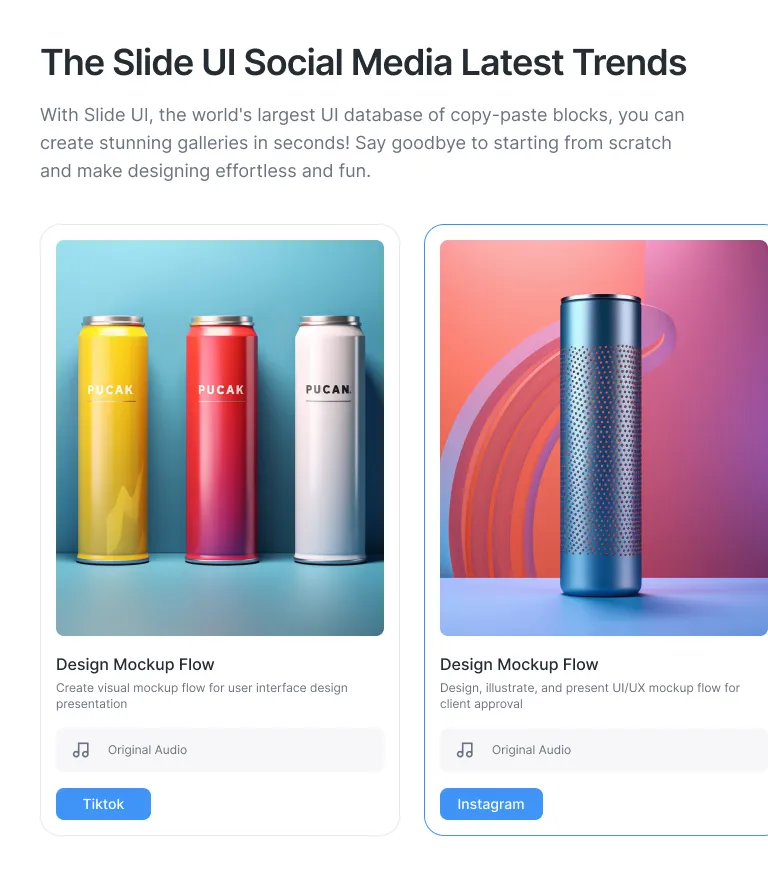 The Slide UI Social Media Latest Trends
With Slide UI, the world's largest UI database of copy-paste blocks, you can
create stunning galleries in seconds! Say goodbye to starting from scratch
and make designing effortless and fun.
PUCAK
PUCAK
PUCAN.
Design Mockup Flow
Create visual mockup flow for user interface design
presentation
Original Audio
Tiktok
Design Mockup Flow
Design, illustrate, and present UI/UX mockup flow for
client approval
Original Audio
Instagram